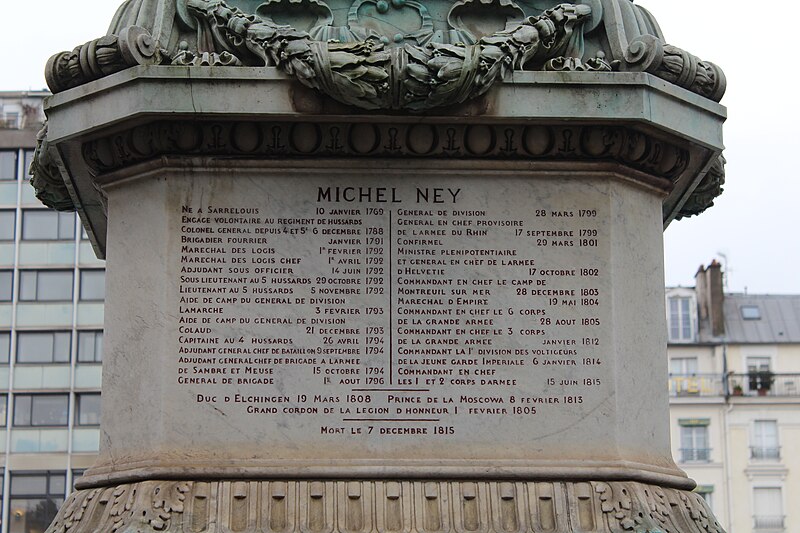 MICHEL NEY
NE A SARRELOUIS 10 JANVIER 1769
ENGAGE VOLONTAIRE AU REGIMENT DE HUSSARDS
COLONEL GENERAL DEPUIS 4 ET 5E 6 DECEMBRE 1788
BRIGADIER FOURRIER JANVIER 1791
MARECHAL DES LOGIS 1ER FEVRIER 1792
MARECHAL DES LOGIS CHEF 1ER AVRIL 1792
ADJUDANT SOUS OFFICIER 14 JUIN 1792
SOUS LIEUTENANT AU 5 HUSSARDS 29 OCTOBRE 1792
LIEUTENANT AU 5 HUSSARDS 5 NOVEMBRE 1792
AIDE DE CAMP DU GENERAL DE DIVISION
LAMARCHE 3 FEVRIER 1793
AIDE DE CAMP DU GENERAL DE DIVISION
COLAUD 21 DECEMBRE 1793
CAPITAINE AU 4 HUSSARDS 26 AVRIL 1794
ADJUDANT GENERAL CHEF DE BATAILLON 9 SEPTEMBRE 1794
ADJUDANT GENERAL CHEF DE BRIGADE A L ARMEE
DE SAMBRE ET MEUSE 15 OCTOBRE 1794
GENERAL DE BRIGADE 1ER AOUT 1796
GENERAL DE DIVISION 28 MARS 1799
GENERAL EN CHEF PROVISOIRE
DE L ARMEE DU RHIN 17 SEPTEMBRE 1799
CONFIRME L 29 MARS 1801
MINISTRE PLENIPOTENTIAIRE
ET GENERAL EN CHEF DE L ARMEE
D HELVETIE 17 OCTOBRE 1802
COMMANDANT EN CHEF LE CAMP DE
MONTREUIL SUR MER 28 DECEMBRE 1803
MARECHAL D EMPIRE 19 MAI 1804
COMMANDANT EN CHEF LE 6 CORPS
DE LA GRANDE ARMEE 28 AOUT 1805
COMMANDANT EN CHEF LE 3 CORPS
DE LA GRANDE ARMEE JANVIER 1812
COMMANDANT LA 1E DIVISION DES VOLTIGEURS
DE LA JEUNE GARDE IMPERIALE 6 JANVIER 1814
COMMANDANT EN CHEF
LES 1 ET 2 CORPS D ARMEE 15 JUIN 1815
DUC D ELCHINGEN 19 MARS 1808 PRINCE DE LA MOSCOWA 8 FEVRIER 1813
GRAND CORDON DE LA LEGION D HONNEUR 1 FEVRIER 1805
MORT LE 7 DECEMBRE 1815